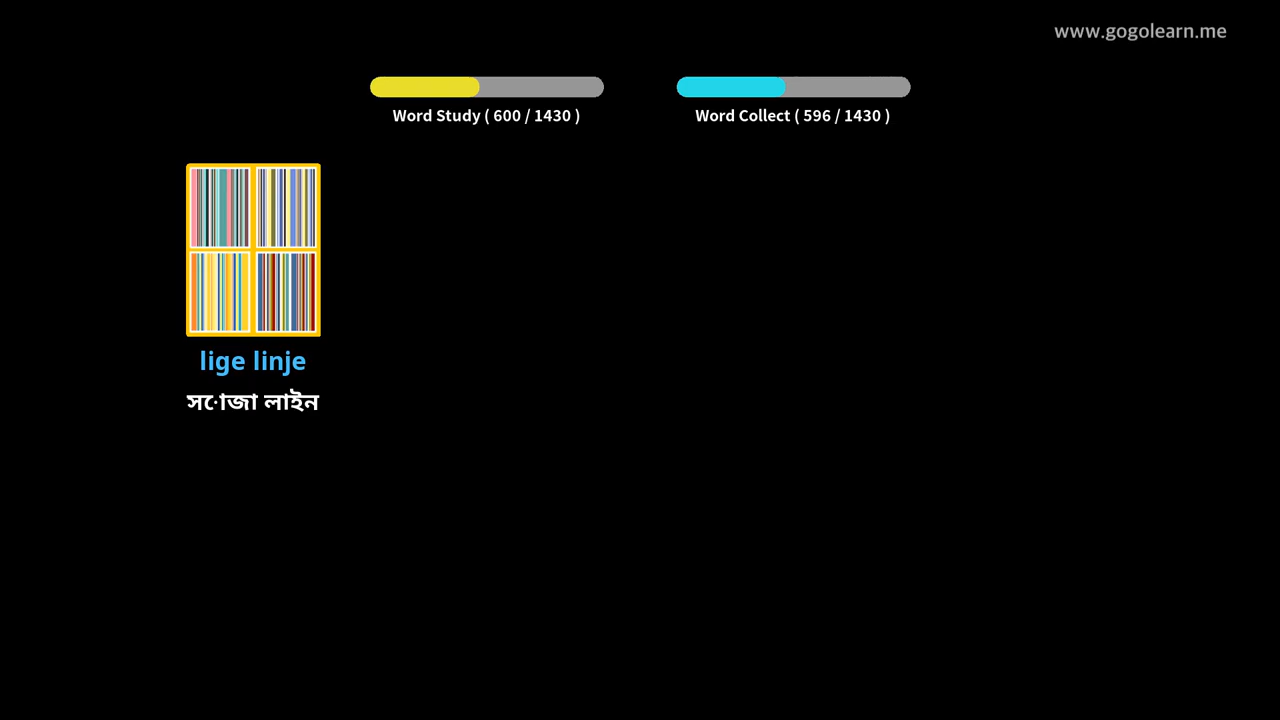 www.gogolearn.me
Word Study ( 600 / 1430 )
Word Collect ( 596 / 1430 )
lige linje
সোজা লাইন